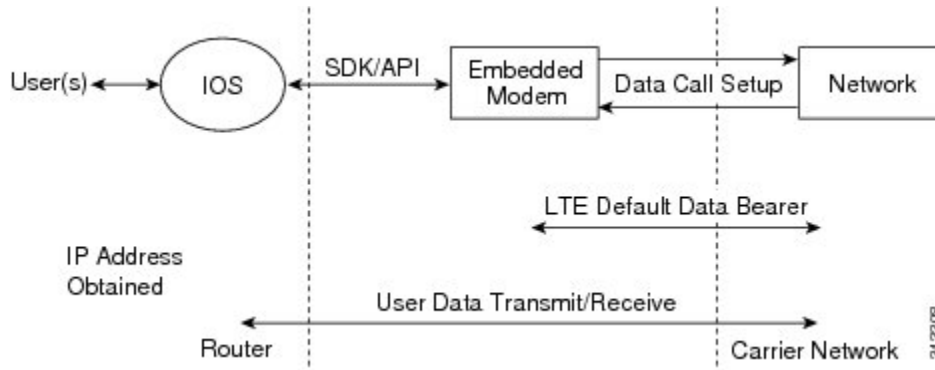 User(s)
IOS
SDK/API
Embedded
Modem
Data Call Setup
Network
LTE Default Data Bearer
IP Address
Obtained
User Data Transmit/Receive
Router
Carrier Network